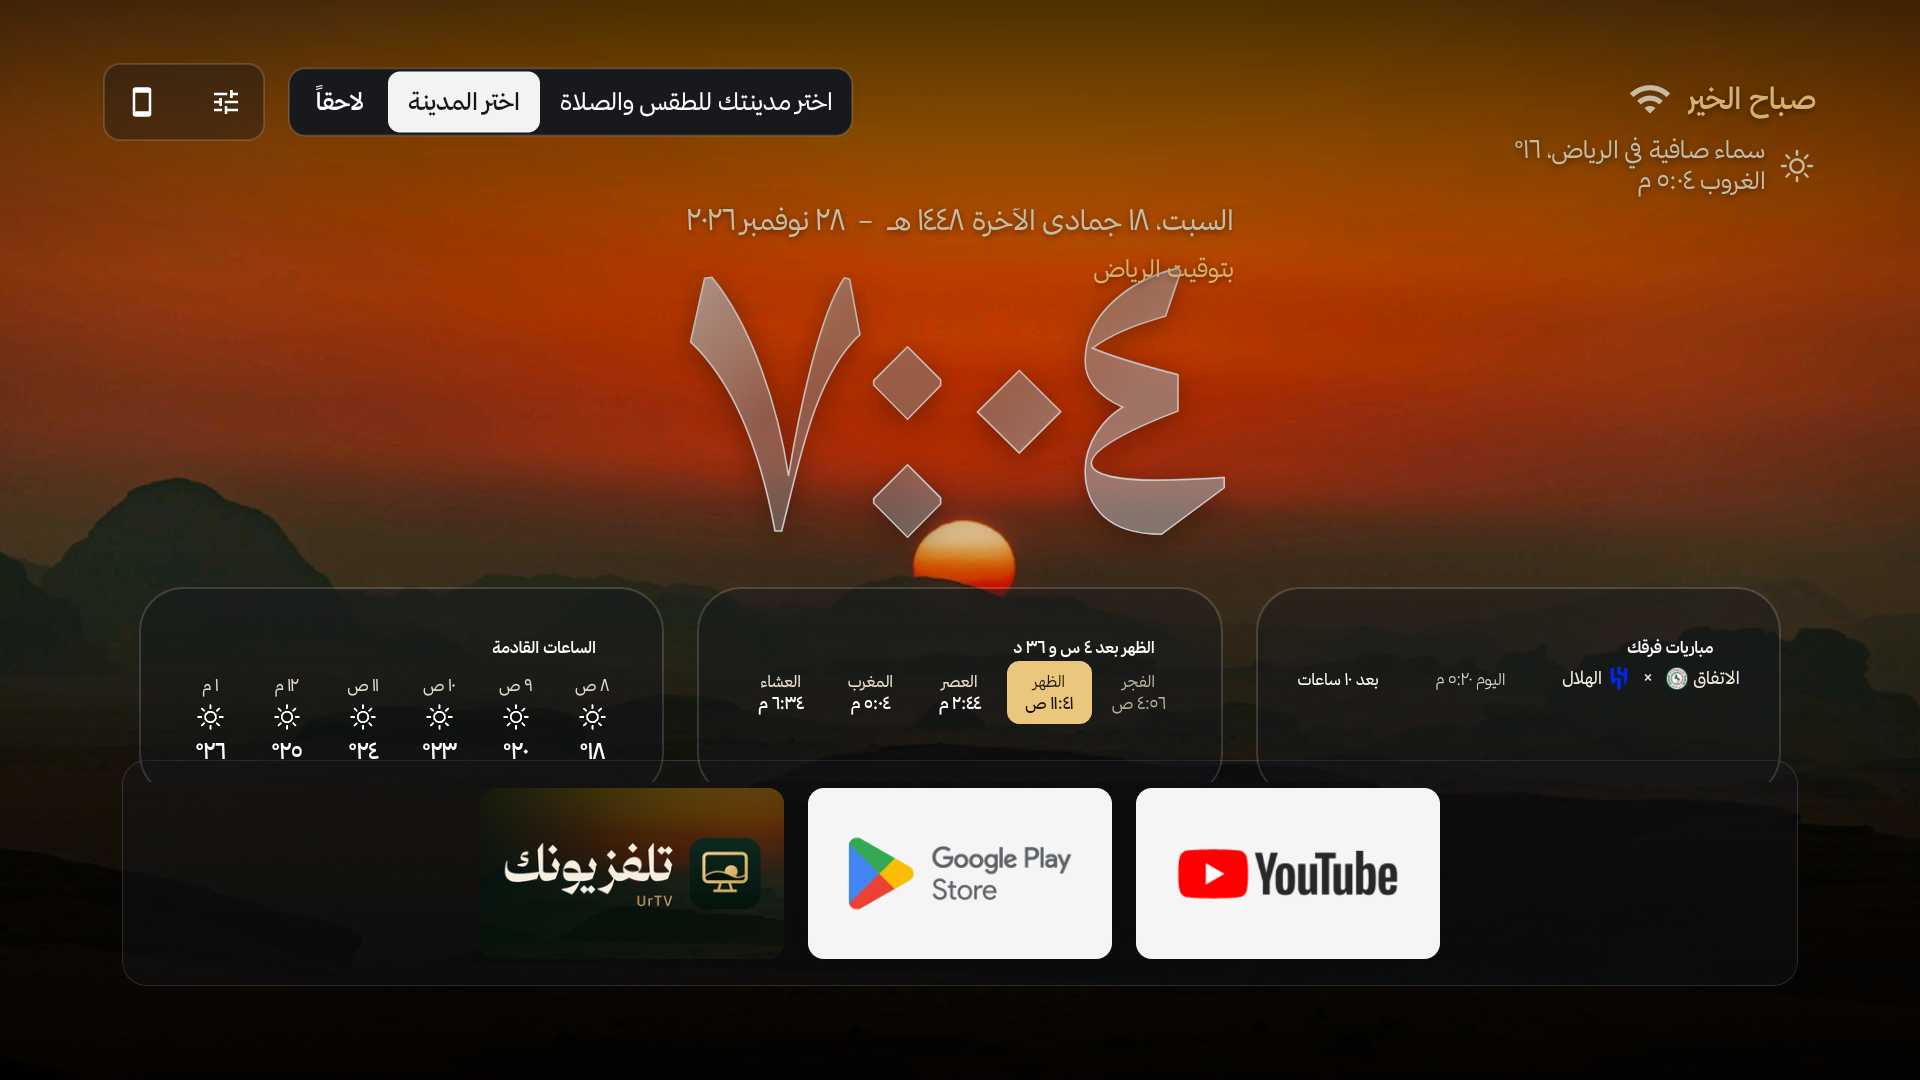 صباح الخير
سماء صافية في الرياض، ١٦°
الغروب ٥:٠٤ م
اختر مدينتك للطقس والصلاة
اختر المدينة
لاحقاً
السبت، ١٨ جمادى الآخرة ١٤٤٨ هـ – ٢٨ نوفمبر ٢٠٢٦
بتوقيت الرياض
٧:٠٤
مباريات فرقك
الاتفاق × الهلال اليوم ٥:٢٠ م بعد ١٠ ساعات
الظهر بعد ٤ س و ٣٦ د
الفجر الظهر العصر المغرب العشاء
٤:٥٦ ص ١١:٤١ ص ٢:٤٤ م ٥:٠٤ م ٦:٣٤ م
الساعات القادمة
٨ ص ٩ ص ١٠ ص ١١ ص ١٢ م ١ م
١٨° ٢٠° ٢٣° ٢٤° ٢٥° ٢٦°
YouTube
Google Play
Store
تلفزيونك
UrTV